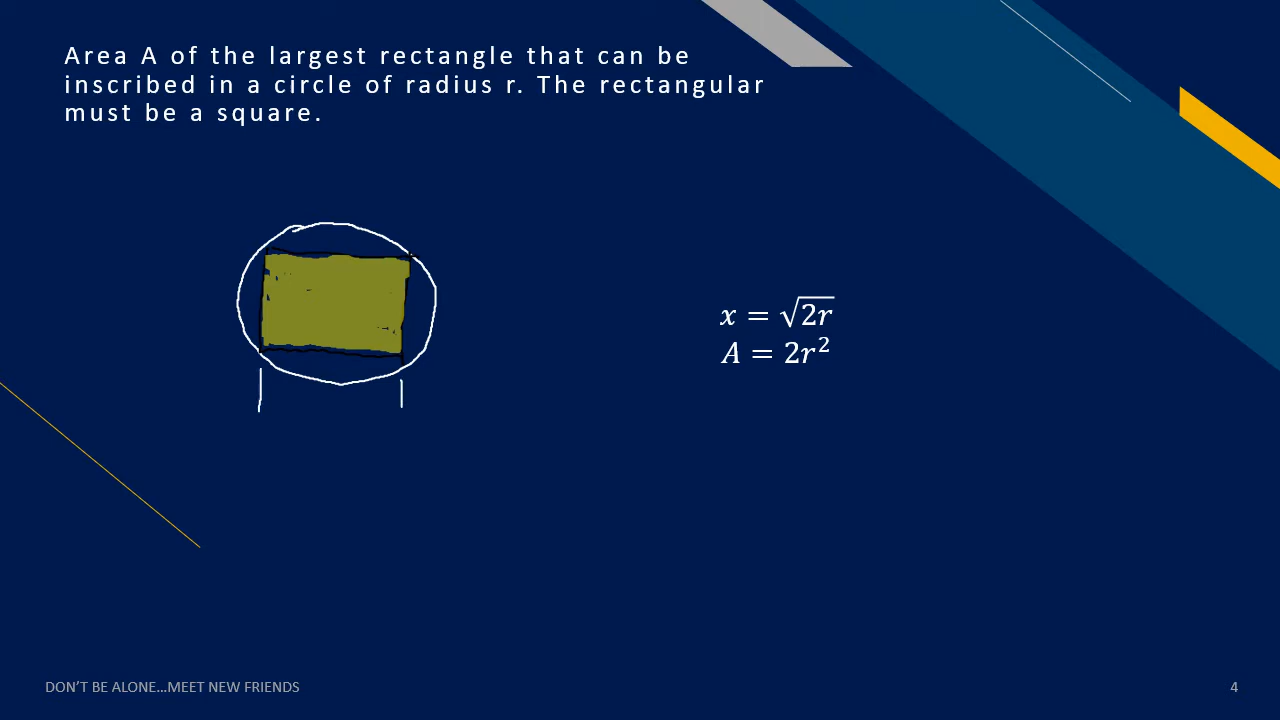 Area A of the largest rectangle that can be
inscribed in a circle of radius r. The rectangular
must be a square.
x = √2r
A = 2r²
DON'T BE ALONE…MEET NEW FRIENDS
4